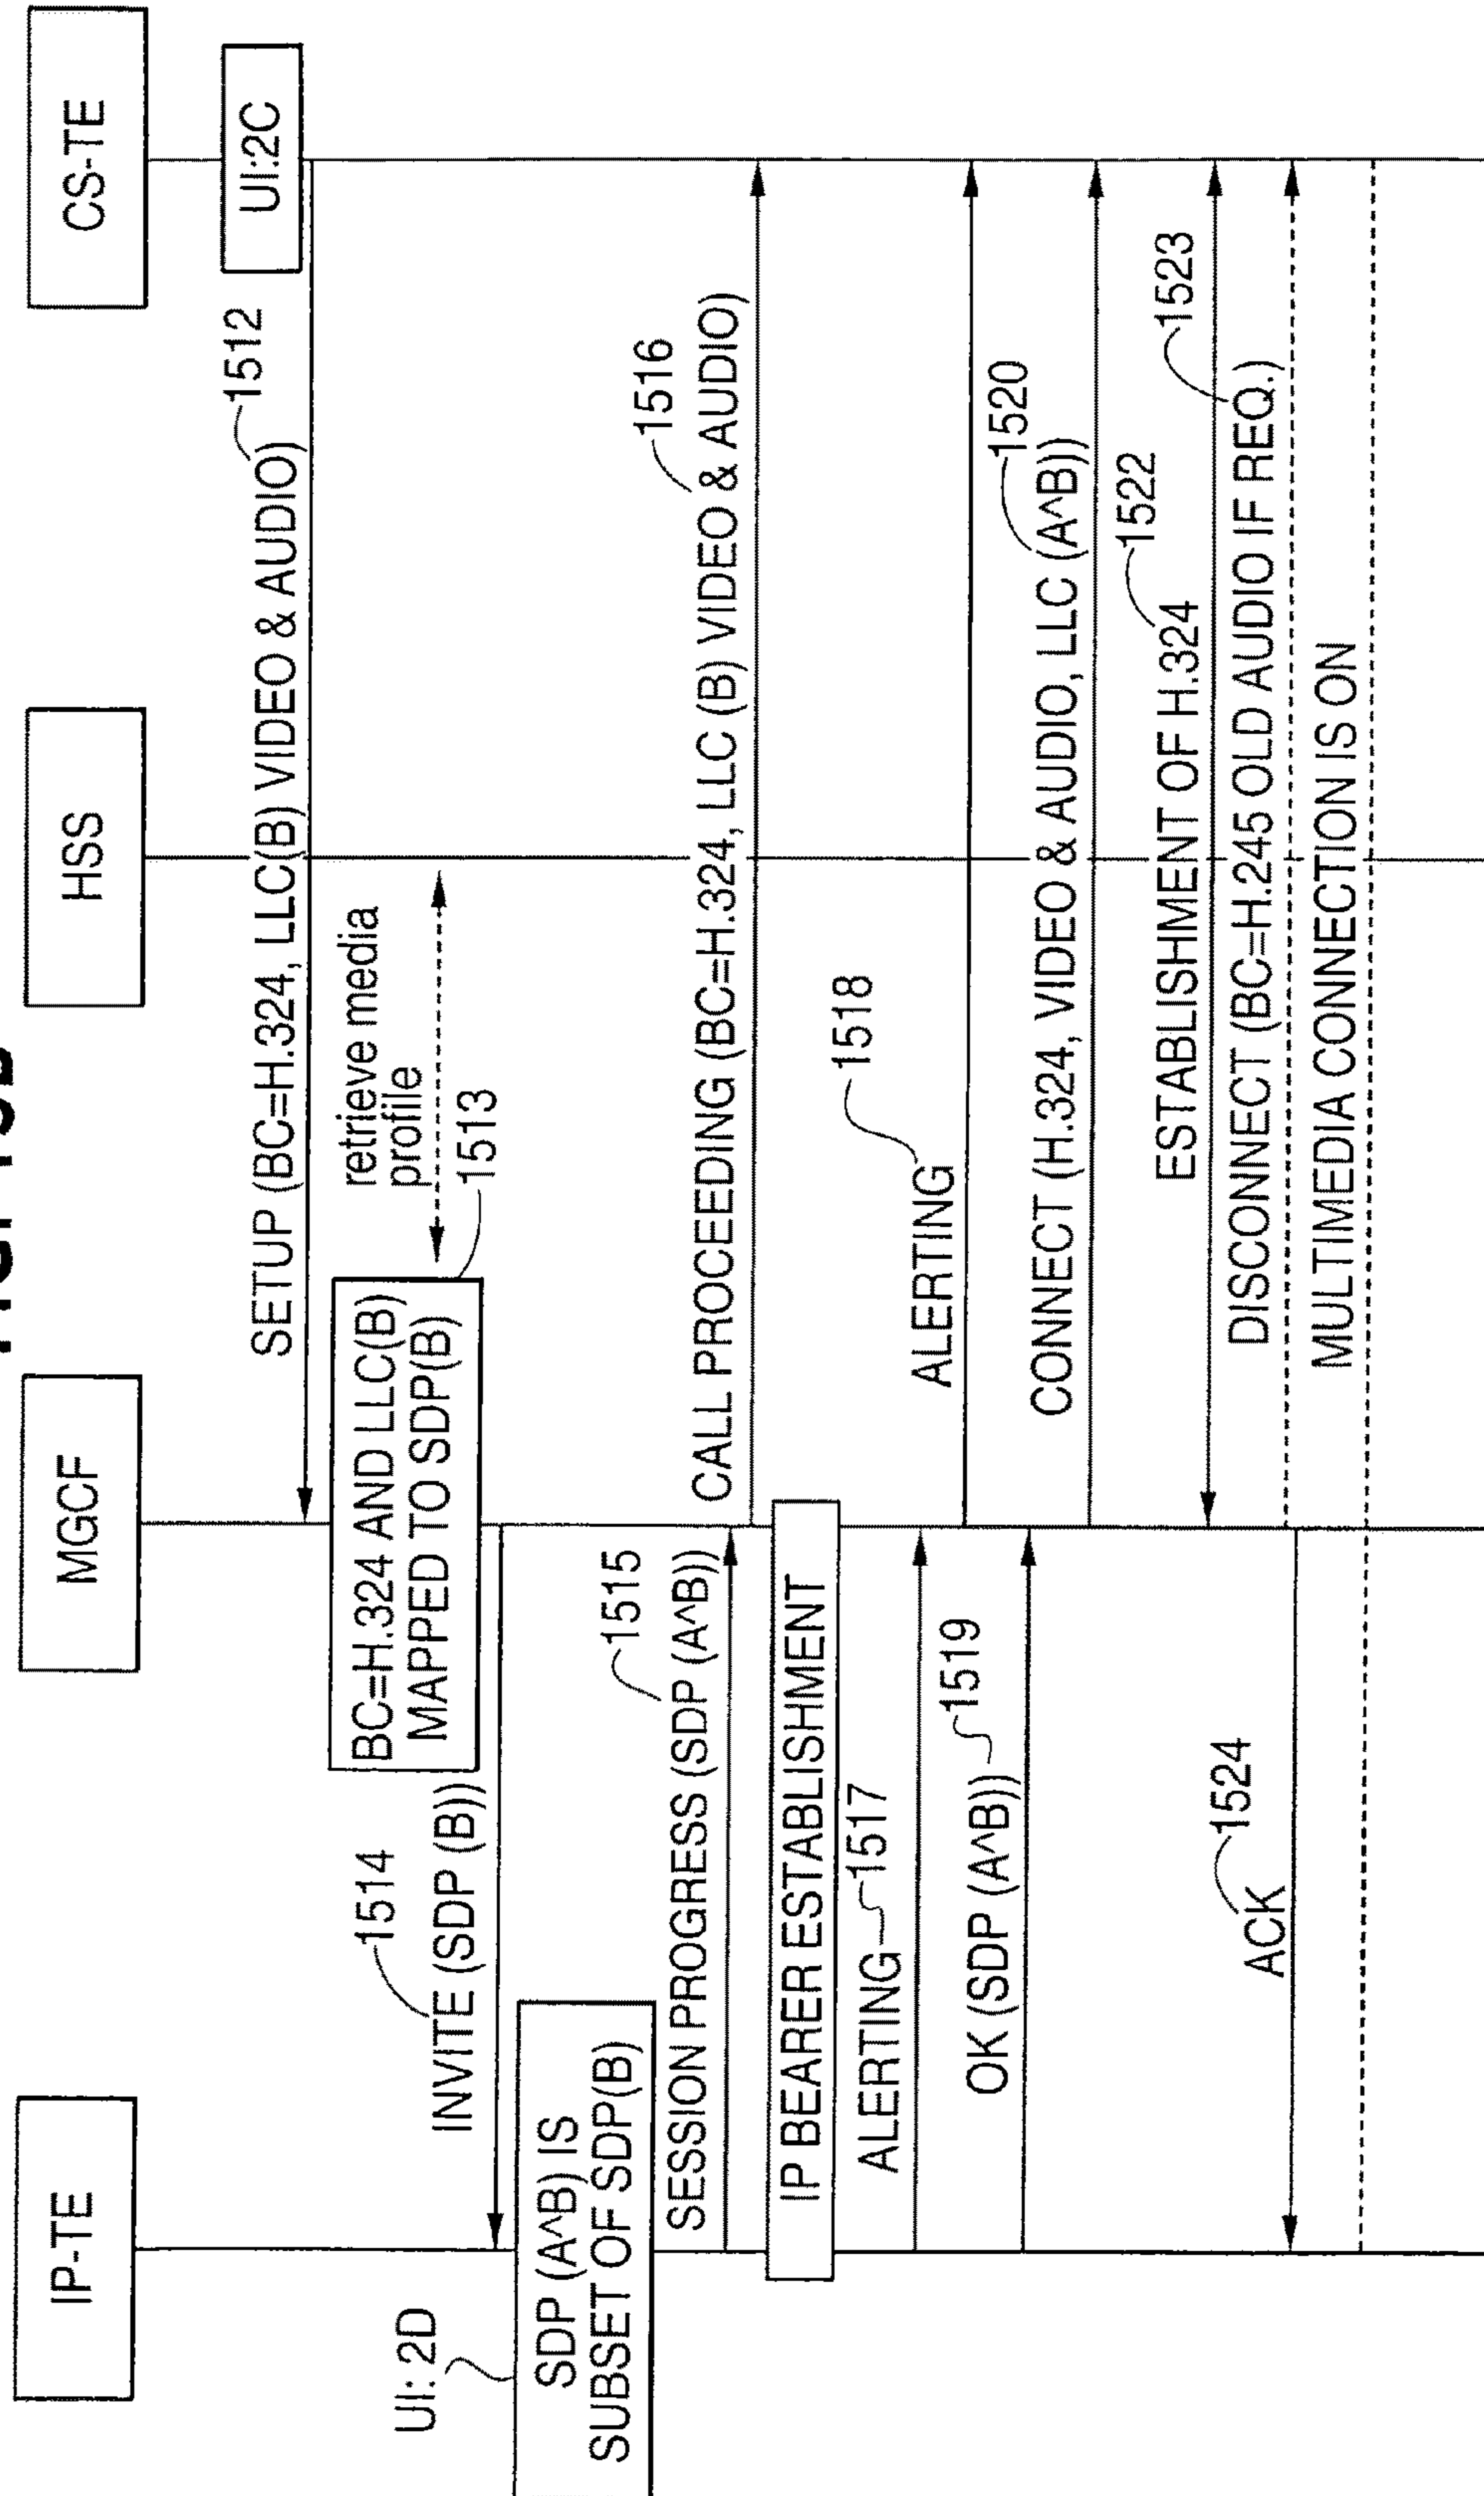 IP-TE
MGCF
HSS
CS-TE
UI:2C
1512
SETUP (BC=H.324, LLC(B) VIDEO & AUDIO)
retrieve media
profile
1513
BC=H.324 AND LLC(B)
MAPPED TO SDP(B)
1514
INVITE (SDP (B))
UI: 2D
SDP (A^B) IS
SUBSET OF SDP(B)
1515
SESSION PROGRESS (SDP (A^B))
1516
CALL PROCEEDING (BC=H.324, LLC (B) VIDEO & AUDIO)
IP BEARER ESTABLISHMENT
ALERTING
1517
1518
ALERTING
OK (SDP (A^B))
1519
1520
CONNECT (H.324, VIDEO & AUDIO, LLC (A^B))
1522
ESTABLISHMENT OF H.324
1523
DISCONNECT (BC=H.245 OLD AUDIO IF REQ.)
1524
ACK
MULTIMEDIA CONNECTION IS ON